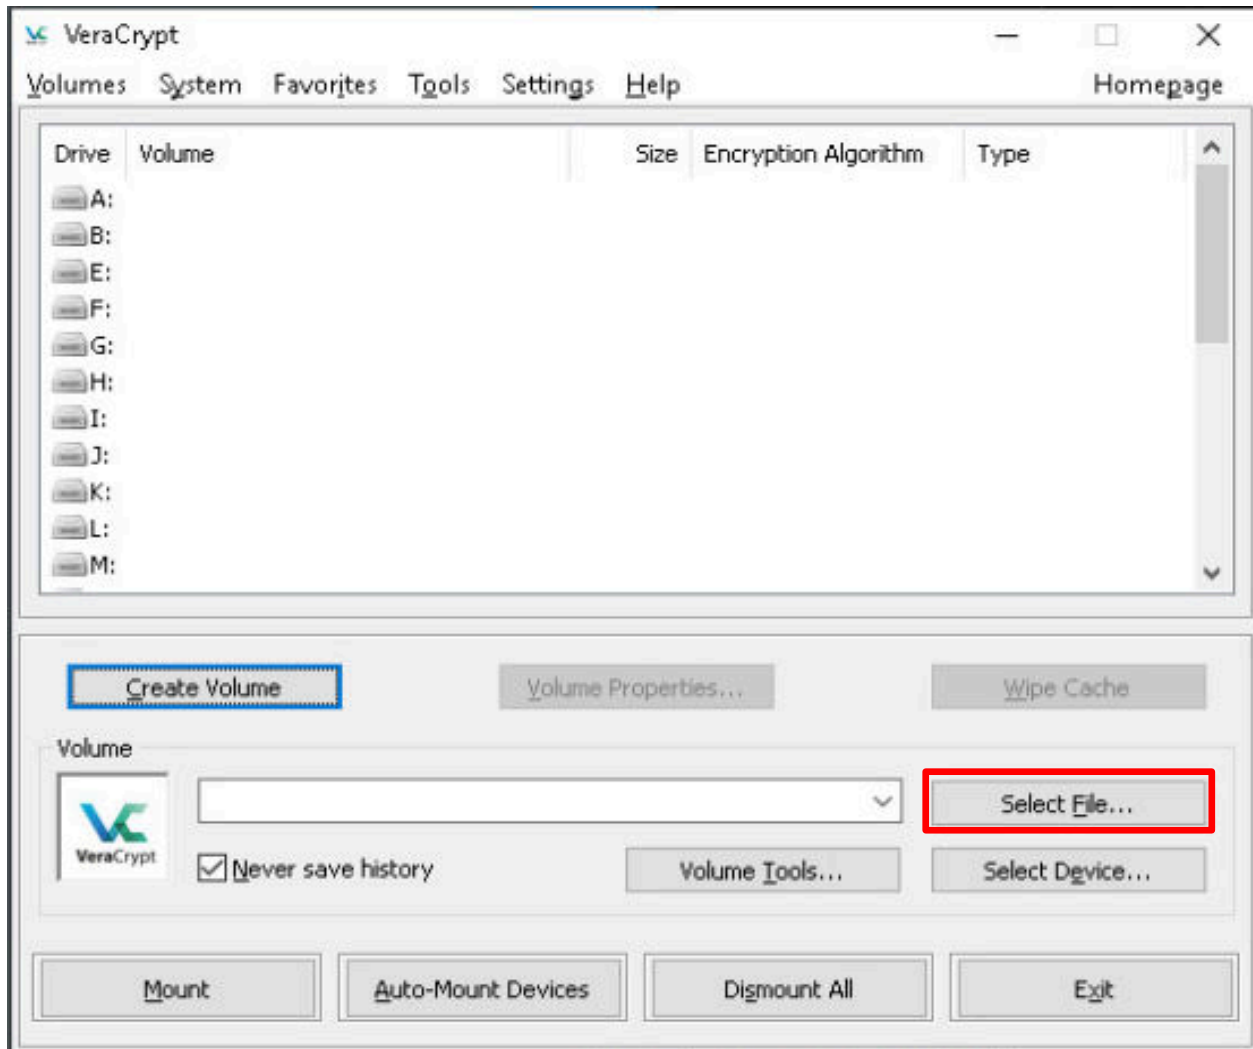 VeraCrypt
Volumes System Favorites Tools Settings Help Homepage
Drive Volume Size Encryption Algorithm Type
A:
B:
E:
F:
G:
H:
I:
J:
K:
L:
M:
Create Volume Volume Properties... Wipe Cache
Volume
Select File...
VeraCrypt
Never save history Volume Tools... Select Device...
Mount Auto-Mount Devices Dismount All Exit